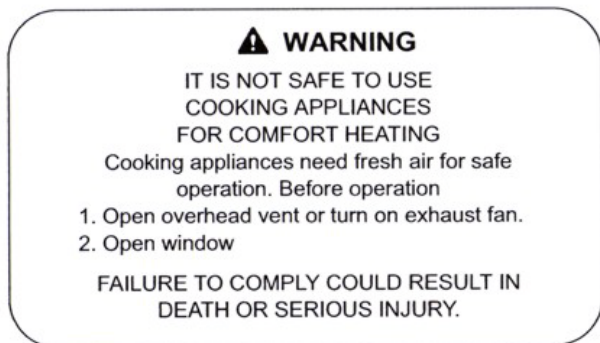 WARNING
IT IS NOT SAFE TO USE
COOKING APPLIANCES
FOR COMFORT HEATING
Cooking appliances need fresh air for safe
operation. Before operation
1. Open overhead vent or turn on exhaust fan.
2. Open window
FAILURE TO COMPLY COULD RESULT IN
DEATH OR SERIOUS INJURY.